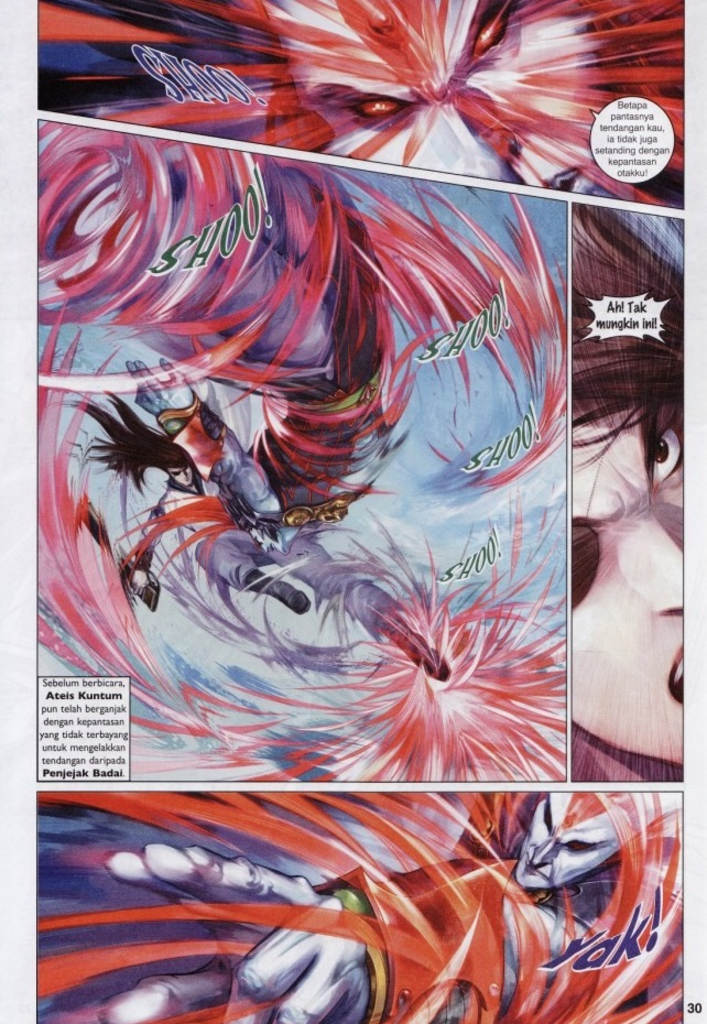 SHOO!
Betapa
pantasnya
tendangan kau,
ia tidak juga
setanding dengan
kepantasan
otakku!
SHOO!
SHOO!
SHOO!
SHOO!
Ah! Tak
mungkin ini!
Sebelum berbicara,
Ateis Kuntum
pun telah berganjak
dengan kepantasan
yang tidak terbayang
untuk mengelakkan
tendangan daripada
Penjejak Badai.
Yak!
30